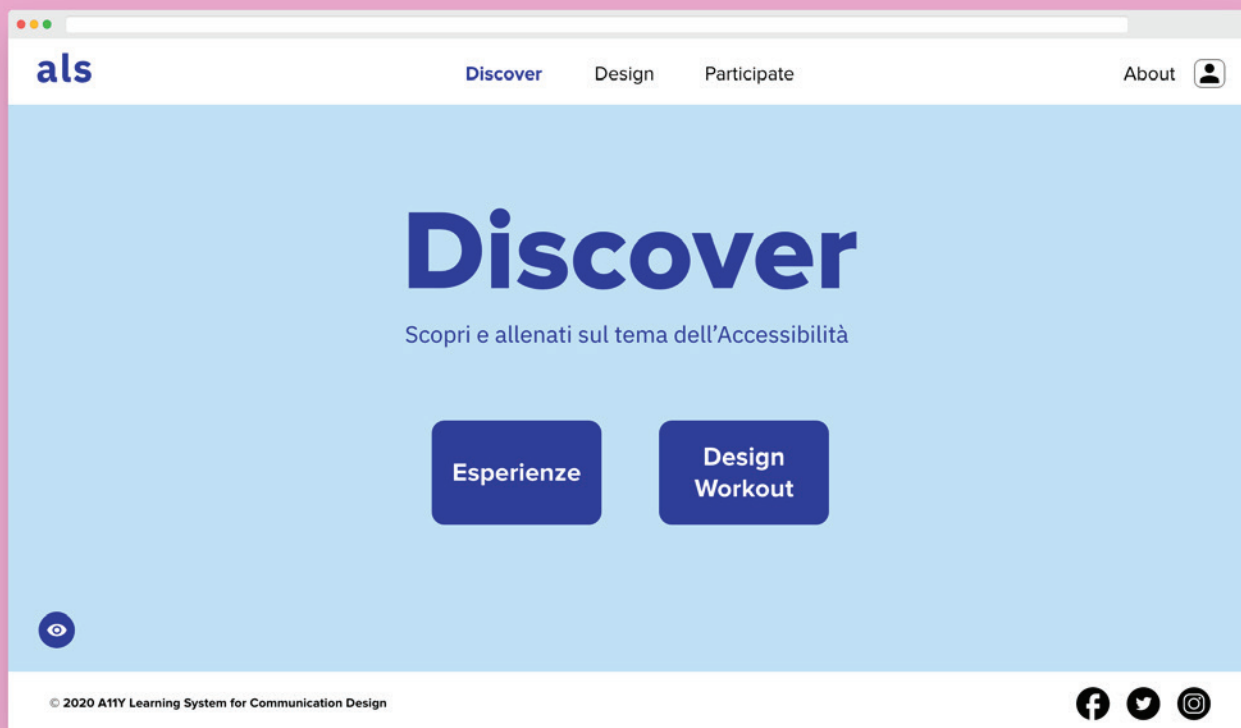 als
Discover Design Participate About
Discover
Scopri e allenati sul tema dell’Accessibilità
Esperienze
Design
Workout
© 2020 A11Y Learning System for Communication Design